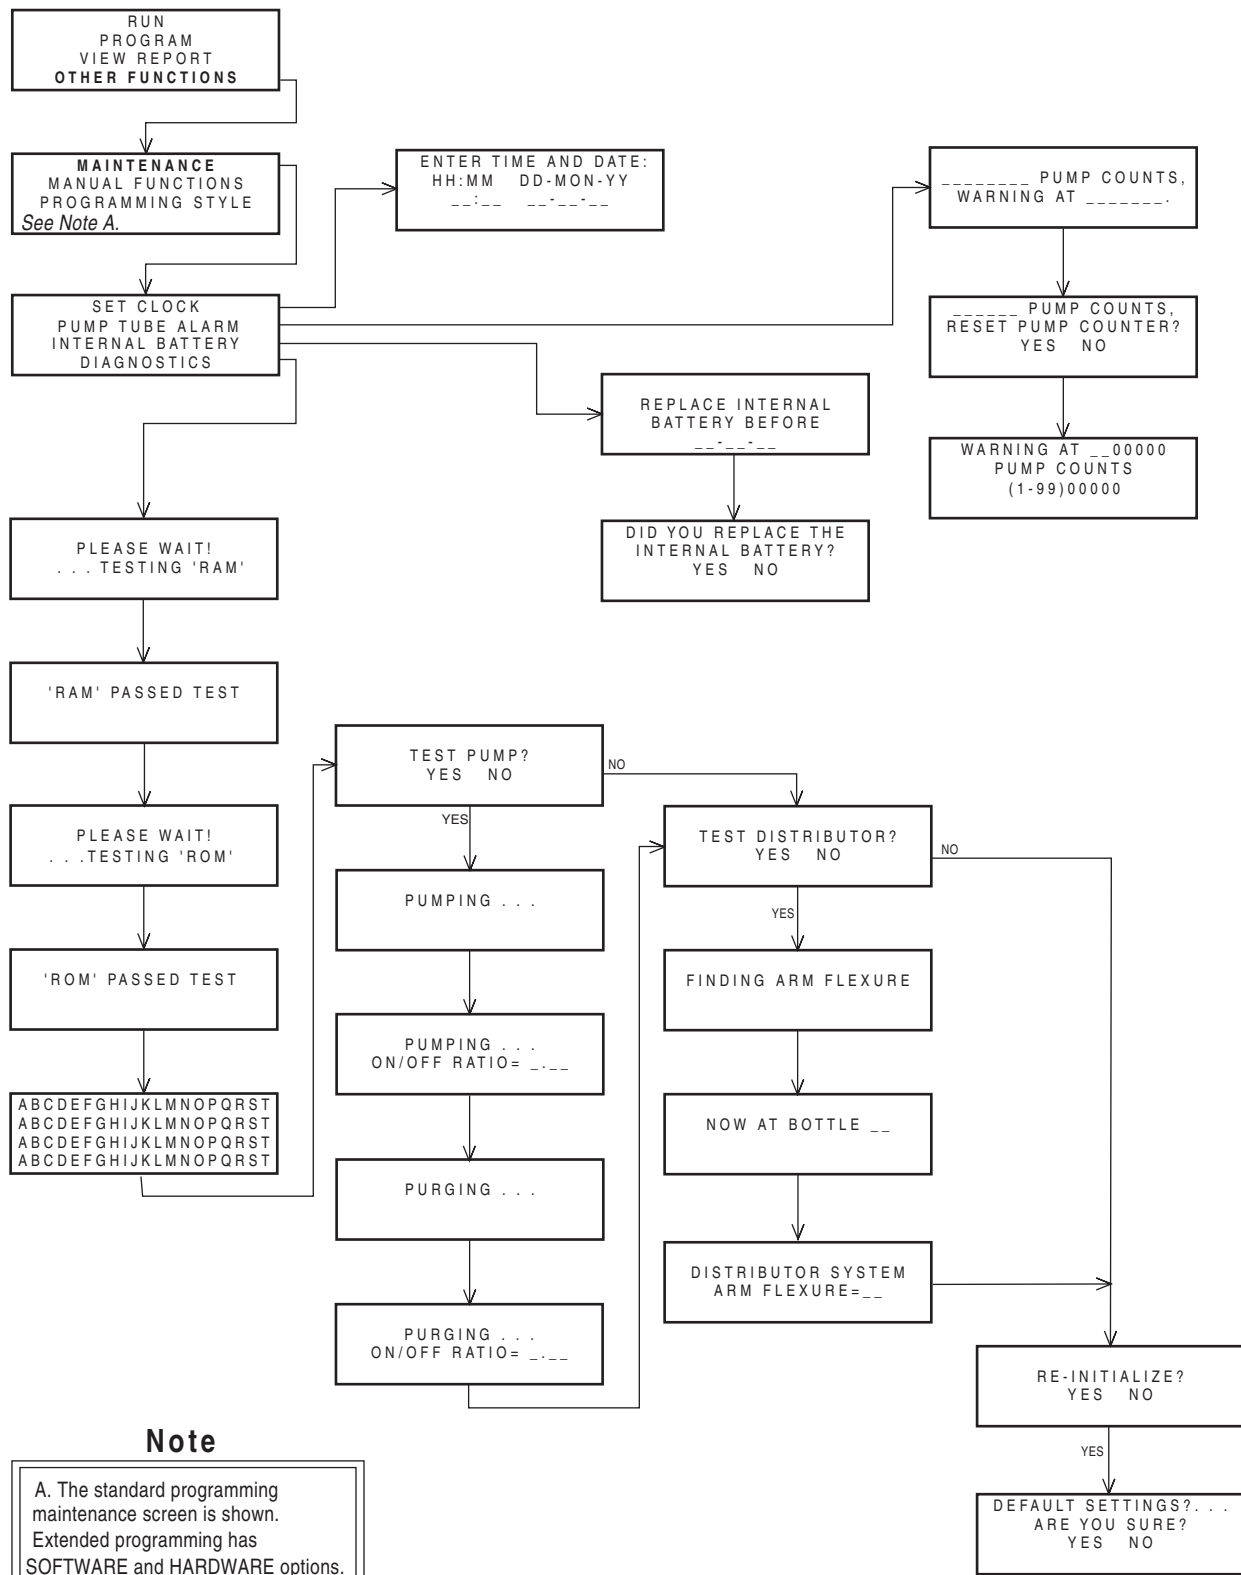 RUN
PROGRAM
VIEW REPORT
OTHER FUNCTIONS
MAINTENANCE
MANUAL FUNCTIONS
PROGRAMMING STYLE
See Note A.
ENTER TIME AND DATE:
HH:MM DD-MON-YY
__:__ __-__-__
________ PUMP COUNTS,
WARNING AT _______.
SET CLOCK
PUMP TUBE ALARM
INTERNAL BATTERY
DIAGNOSTICS
______ PUMP COUNTS,
RESET PUMP COUNTER?
YES NO
REPLACE INTERNAL
BATTERY BEFORE
__-__-__
WARNING AT __00000
PUMP COUNTS
(1-99)00000
DID YOU REPLACE THE
INTERNAL BATTERY?
YES NO
PLEASE WAIT!
. . . TESTING 'RAM'
'RAM' PASSED TEST
PLEASE WAIT!
. . .TESTING 'ROM'
'ROM' PASSED TEST
ABCDEFGHIJKLMNOPQRST
ABCDEFGHIJKLMNOPQRST
ABCDEFGHIJKLMNOPQRST
ABCDEFGHIJKLMNOPQRST
TEST PUMP?
YES NO
NO
YES
PUMPING . . .
PUMPING . . .
ON/OFF RATIO= _.__
PURGING . . .
PURGING . . .
ON/OFF RATIO= _.__
TEST DISTRIBUTOR?
YES NO
NO
YES
FINDING ARM FLEXURE
NOW AT BOTTLE __
DISTRIBUTOR SYSTEM
ARM FLEXURE=__
RE-INITIALIZE?
YES NO
YES
DEFAULT SETTINGS?. . .
ARE YOU SURE?
YES NO
Note
A. The standard programming
maintenance screen is shown.
Extended programming has
SOFTWARE and HARDWARE options.